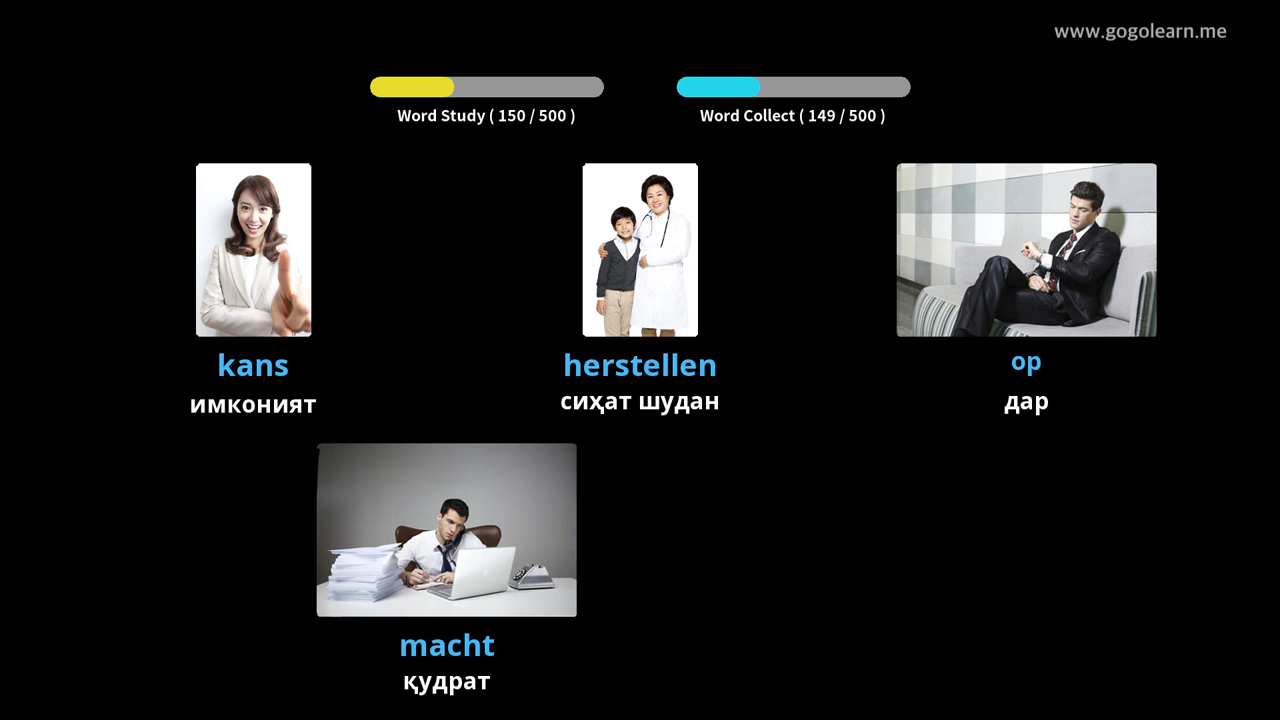 www.gogolearn.me
Word Study ( 150 / 500 )
Word Collect ( 149 / 500 )
kans
имконият
herstellen
сиҳат шудан
op
дар
macht
қудрат